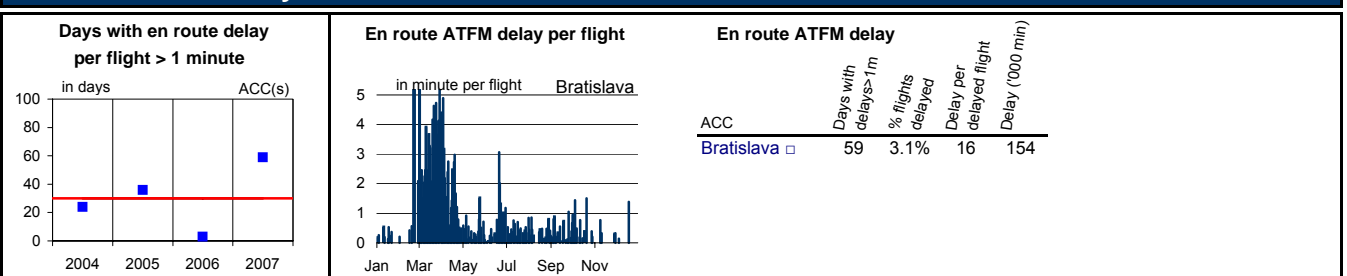 Days with en route delay
per flight > 1 minute
in days
ACC(s)
100
80
60
40
20
0
2004 2005 2006 2007
En route ATFM delay per flight
in minute per flight
Bratislava
5
4
3
2
1
0
Jan Mar May Jul Sep Nov
En route ATFM delay
ACC
Days with
delays>1m
% flights
delayed
Delay per
delayed flight
Delay ('000 min)
Bratislava □ 59 3.1% 16 154